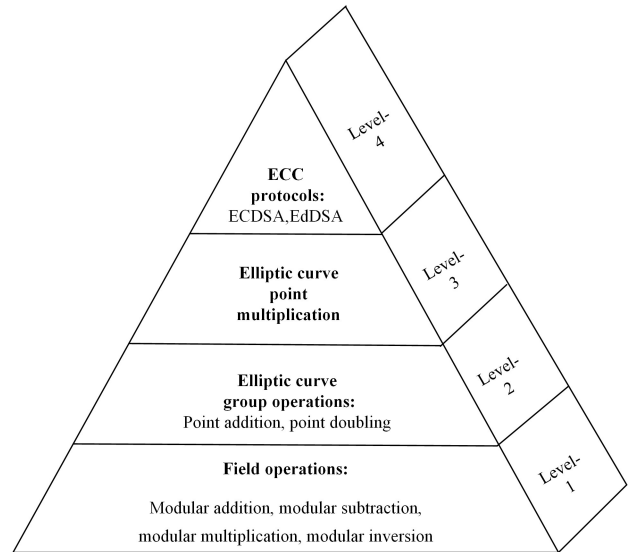 Level-
4
ECC
protocols:
ECDSA,EdDSA
Level-
3
Elliptic curve
point
multiplication
Level-
2
Elliptic curve
group operations:
Point addition, point doubling
Level-
1
Field operations:
Modular addition, modular subtraction,
modular multiplication, modular inversion